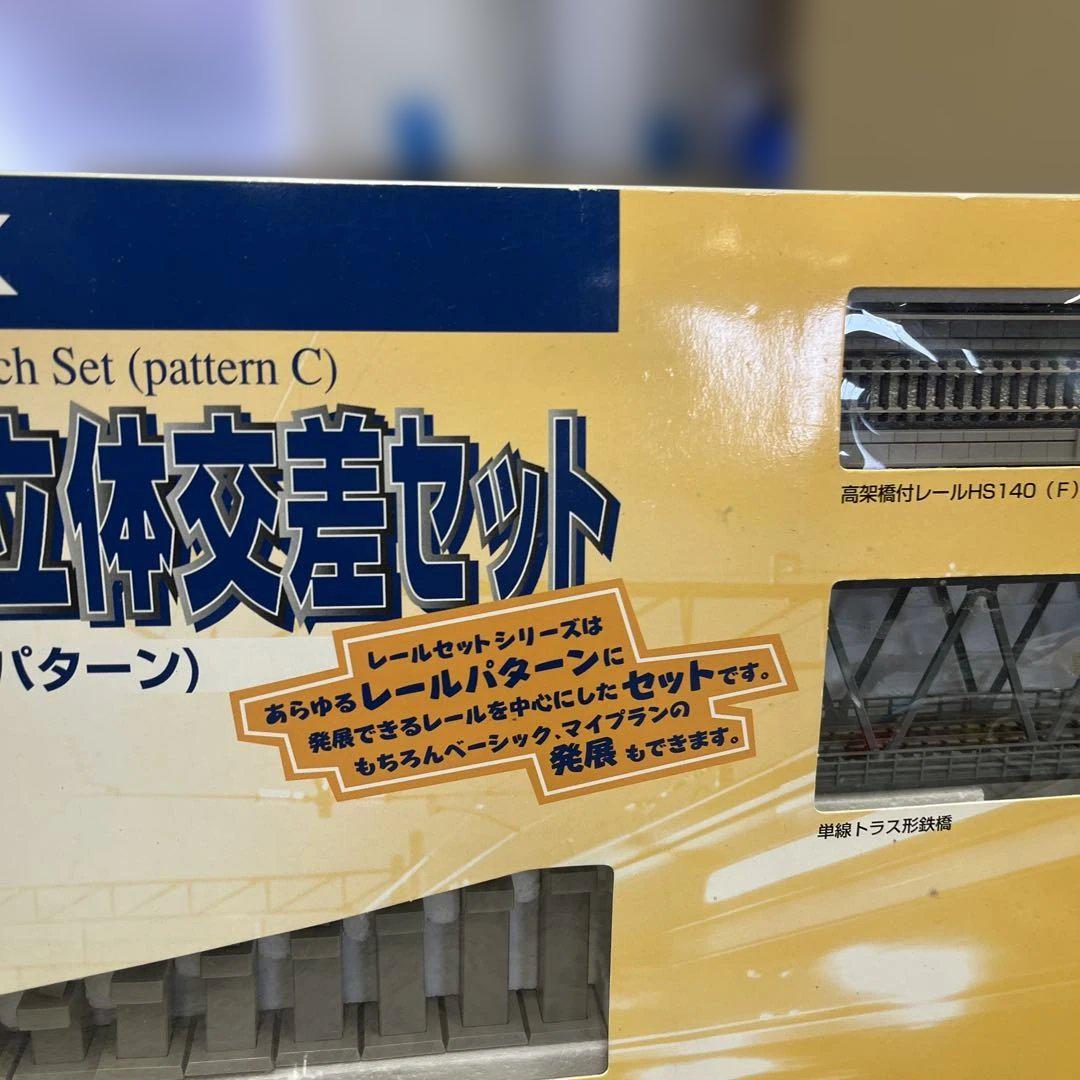 ch Set (pattern C)
立体交差セット
パターン)
レールセットシリーズは
あらゆるレールパターンに
発展できるレールを中心にしたセットです。
もちろんベーシック、マイプランの
発展もできます。
高架橋付レールHS140（F）
単線トラス形鉄橋